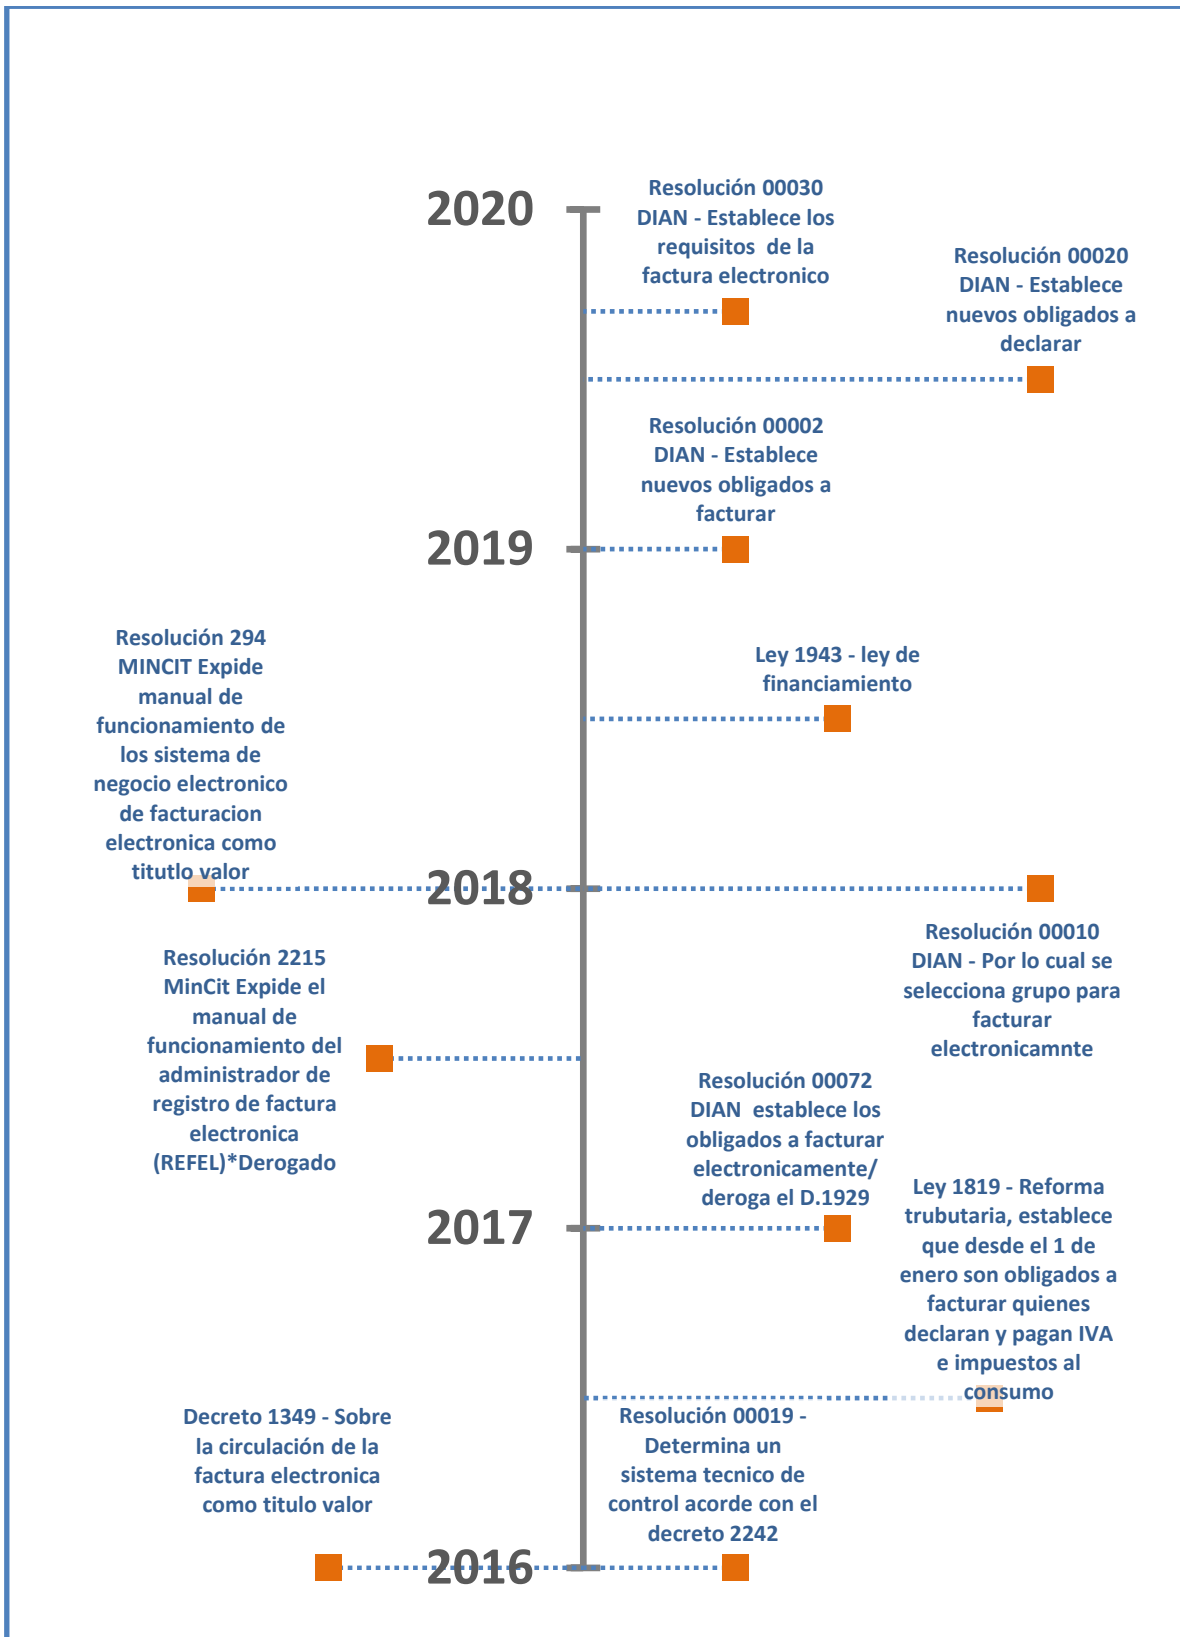 2020
Resolución 00030
DIAN - Establece los
requisitos  de la
factura electronico
Resolución 00020
DIAN - Establece
nuevos obligados a
declarar
Resolución 00002
DIAN - Establece
nuevos obligados a
facturar
2019
Resolución 294
MINCIT Expide
manual de
funcionamiento de
los sistema de
negocio electronico
de facturacion
electronica como
titutlo valor
Ley 1943 - ley de
financiamiento
2018
Resolución 00010
DIAN - Por lo cual se
selecciona grupo para
facturar
electronicamnte
Resolución 2215
MinCit Expide el
manual de
funcionamiento del
administrador de
registro de factura
electronica
(REFEL)*Derogado
Resolución 00072
DIAN  establece los
obligados a facturar
electronicamente/
deroga el D.1929
2017
Ley 1819 - Reforma
trubutaria, establece
que desde el 1 de
enero son obligados a
facturar quienes
declaran y pagan IVA
e impuestos al
consumo
Decreto 1349 - Sobre
la circulación de la
factura electronica
como titulo valor
Resolución 00019 -
Determina un
sistema tecnico de
control acorde con el
decreto 2242
2016